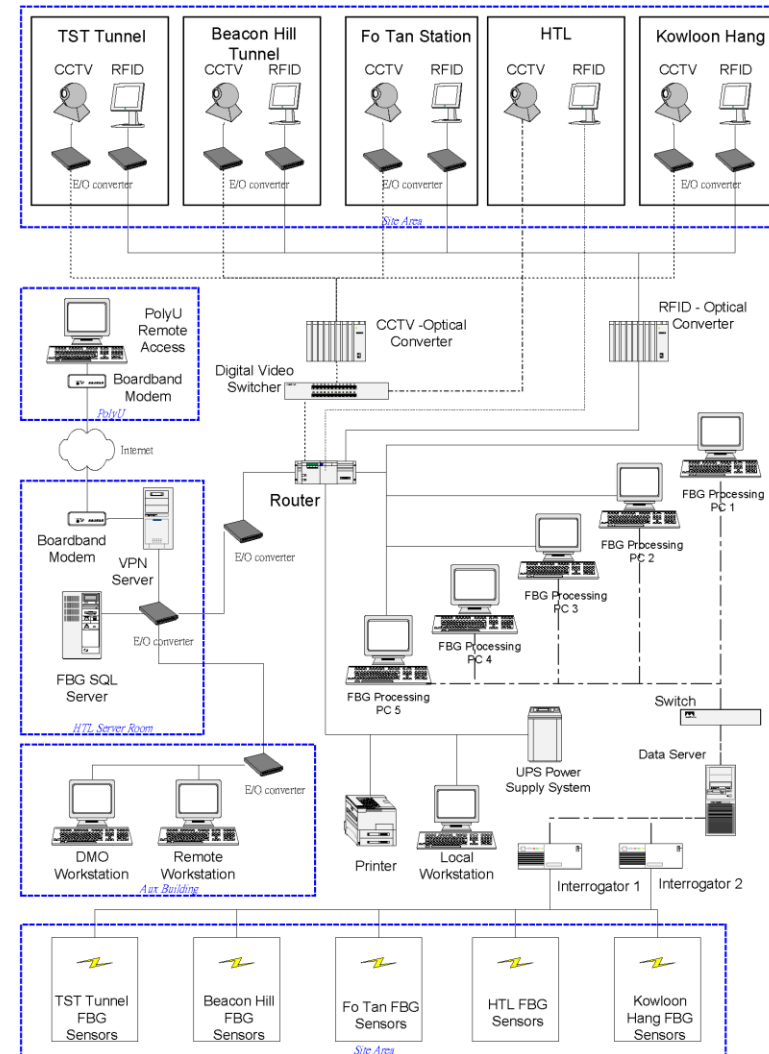 TST Tunnel
CCTV RFID
E/O converter
Beacon Hill
Tunnel
CCTV RFID
E/O converter
Fo Tan Station
CCTV RFID
E/O converter
HTL
CCTV RFID
Kowloon Hang
CCTV RFID
E/O converter
Site Area
PolyU
Remote
Access
Boardband
Modem
PolyU
CCTV -Optical
Converter
RFID - Optical
Converter
Digital Video
Switcher
Internet
Router
E/O converter
Boardband
Modem
VPN
Server
E/O converter
FBG SQL
Server
HTL Server Room
FBG Processing
PC 1
FBG Processing
PC 2
FBG Processing
PC 3
FBG Processing
PC 4
FBG Processing
PC 5
Switch
Data Server
UPS Power
Supply System
E/O converter
DMO
Workstation
Remote
Workstation
Aux Building
Printer
Local
Workstation
Interrogator 1
Interrogator 2
TST Tunnel
FBG
Sensors
Beacon Hill
FBG
Sensors
Fo Tan FBG
Sensors
HTL FBG
Sensors
Kowloon
Hang FBG
Sensors
Site Area